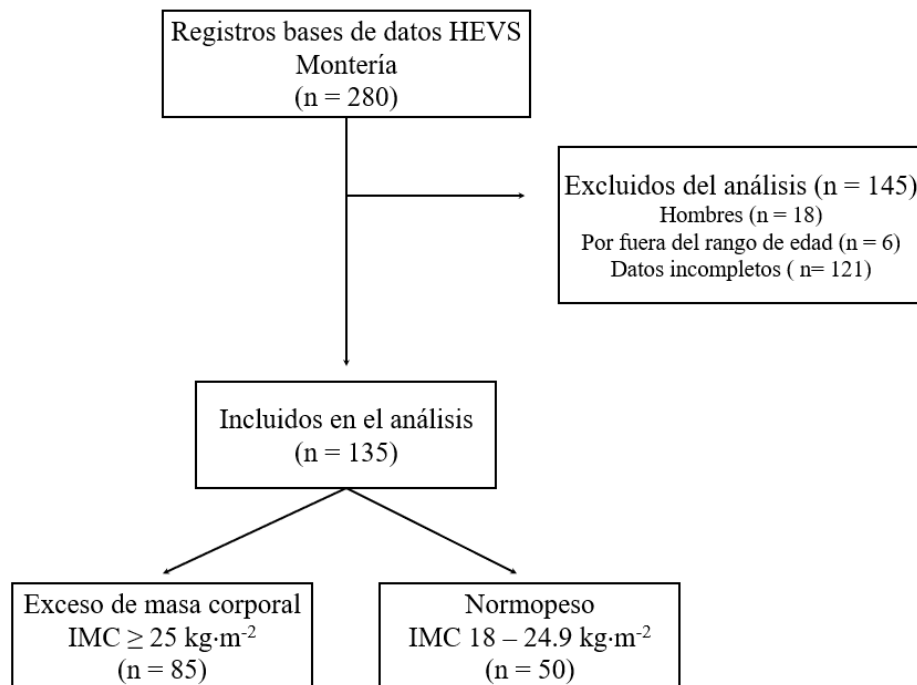 Registros bases de datos HEVS
Montería
(n = 280)
Excluidos del análisis (n = 145)
Hombres (n = 18)
Por fuera del rango de edad (n = 6)
Datos incompletos ( n= 121)
Incluidos en el análisis
(n = 135)
Exceso de masa corporal
IMC ≥ 25 kg·m⁻²
(n = 85)
Normopeso
IMC 18 – 24.9 kg·m⁻²
(n = 50)